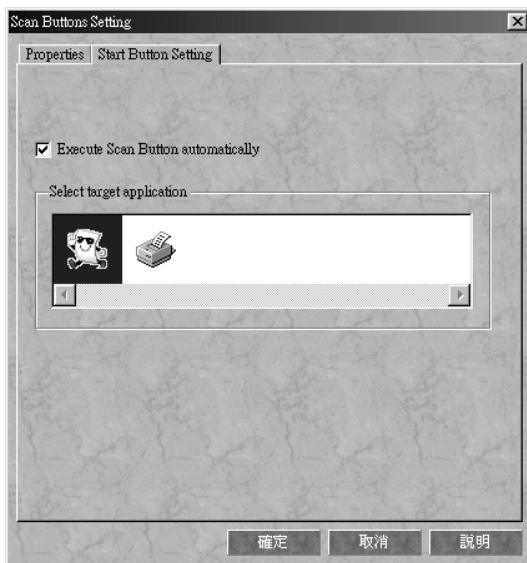 Scan Buttons Setting
Properties Start Button Setting
Execute Scan Button automatically
Select target application
確定 取消 說明